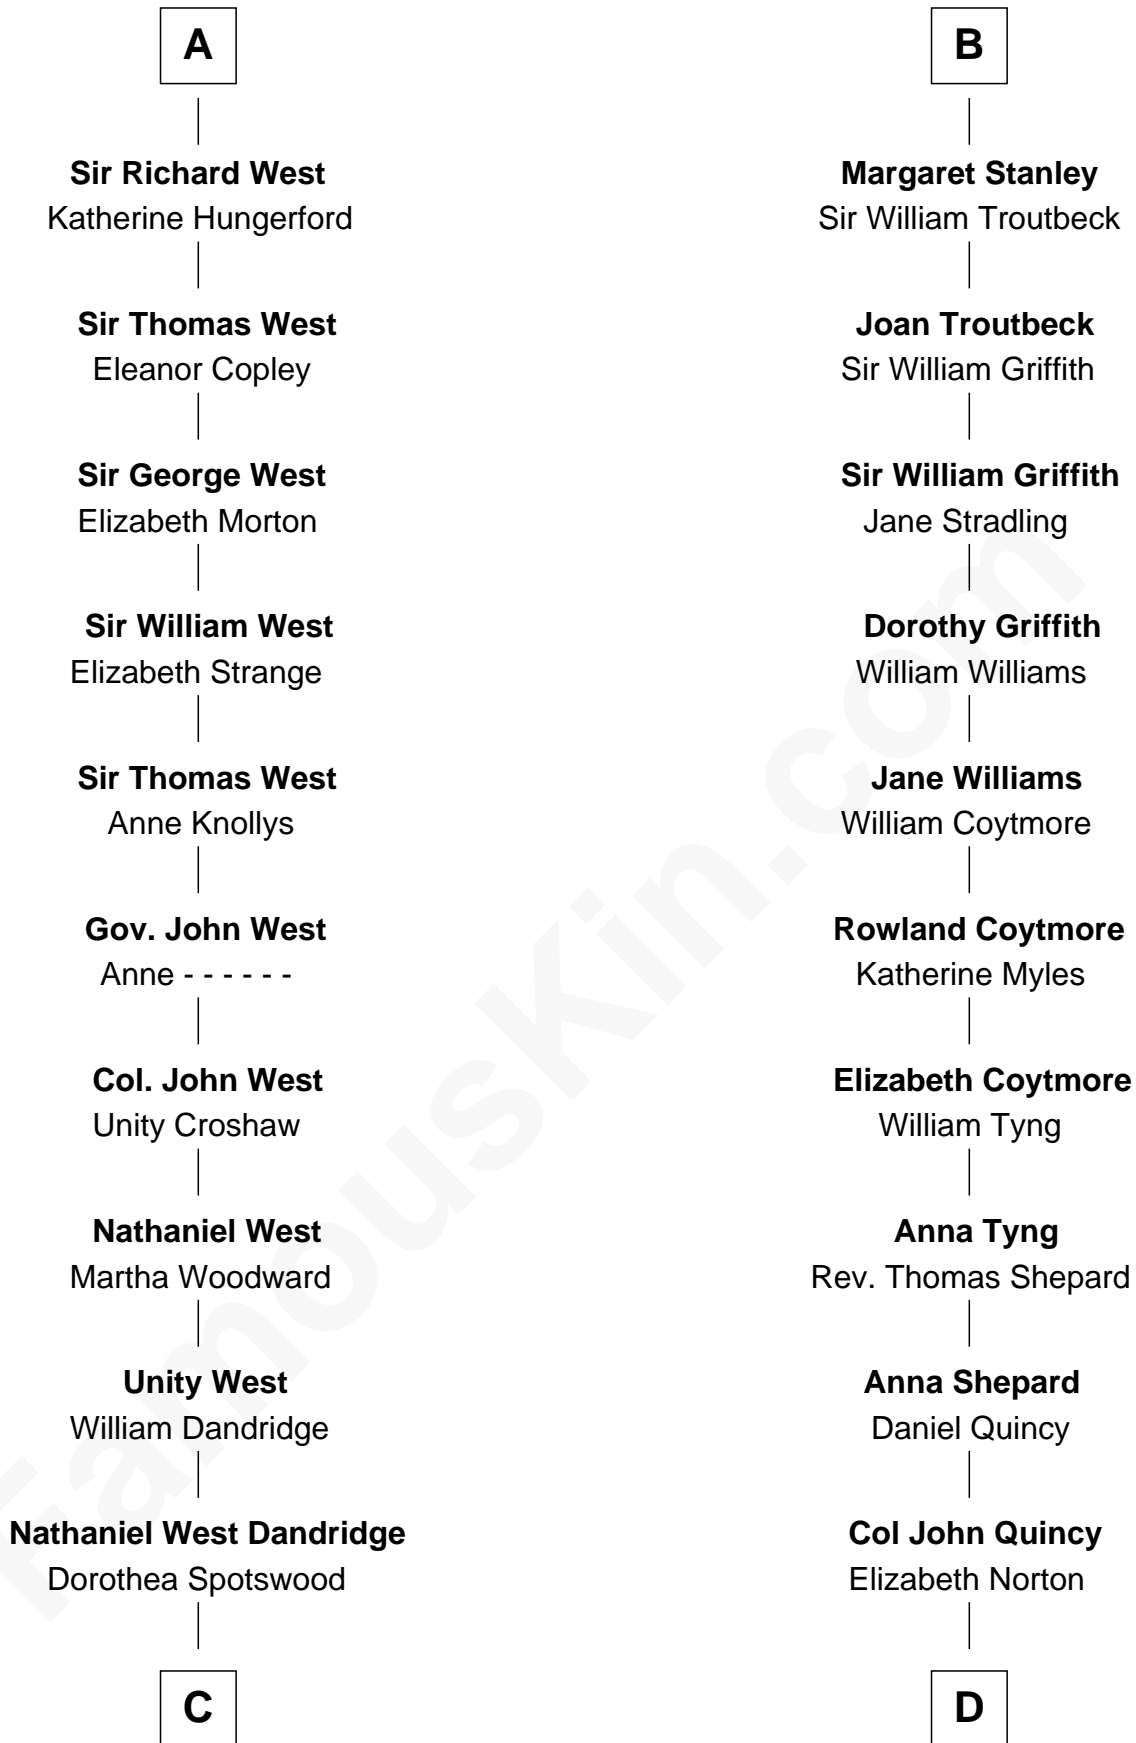 A
Sir Richard West
Katherine Hungerford
Sir Thomas West
Eleanor Copley
Sir George West
Elizabeth Morton
Sir William West
Elizabeth Strange
Sir Thomas West
Anne Knollys
Gov. John West
Anne - - - - - -
Col. John West
Unity Croshaw
Nathaniel West
Martha Woodward
Unity West
William Dandridge
Nathaniel West Dandridge
Dorothea Spotswood
C
B
Margaret Stanley
Sir William Troutbeck
Joan Troutbeck
Sir William Griffith
Sir William Griffith
Jane Stradling
Dorothy Griffith
William Williams
Jane Williams
William Coytmore
Rowland Coytmore
Katherine Myles
Elizabeth Coytmore
William Tyng
Anna Tyng
Rev. Thomas Shepard
Anna Shepard
Daniel Quincy
Col John Quincy
Elizabeth Norton
D
FamousKin.com